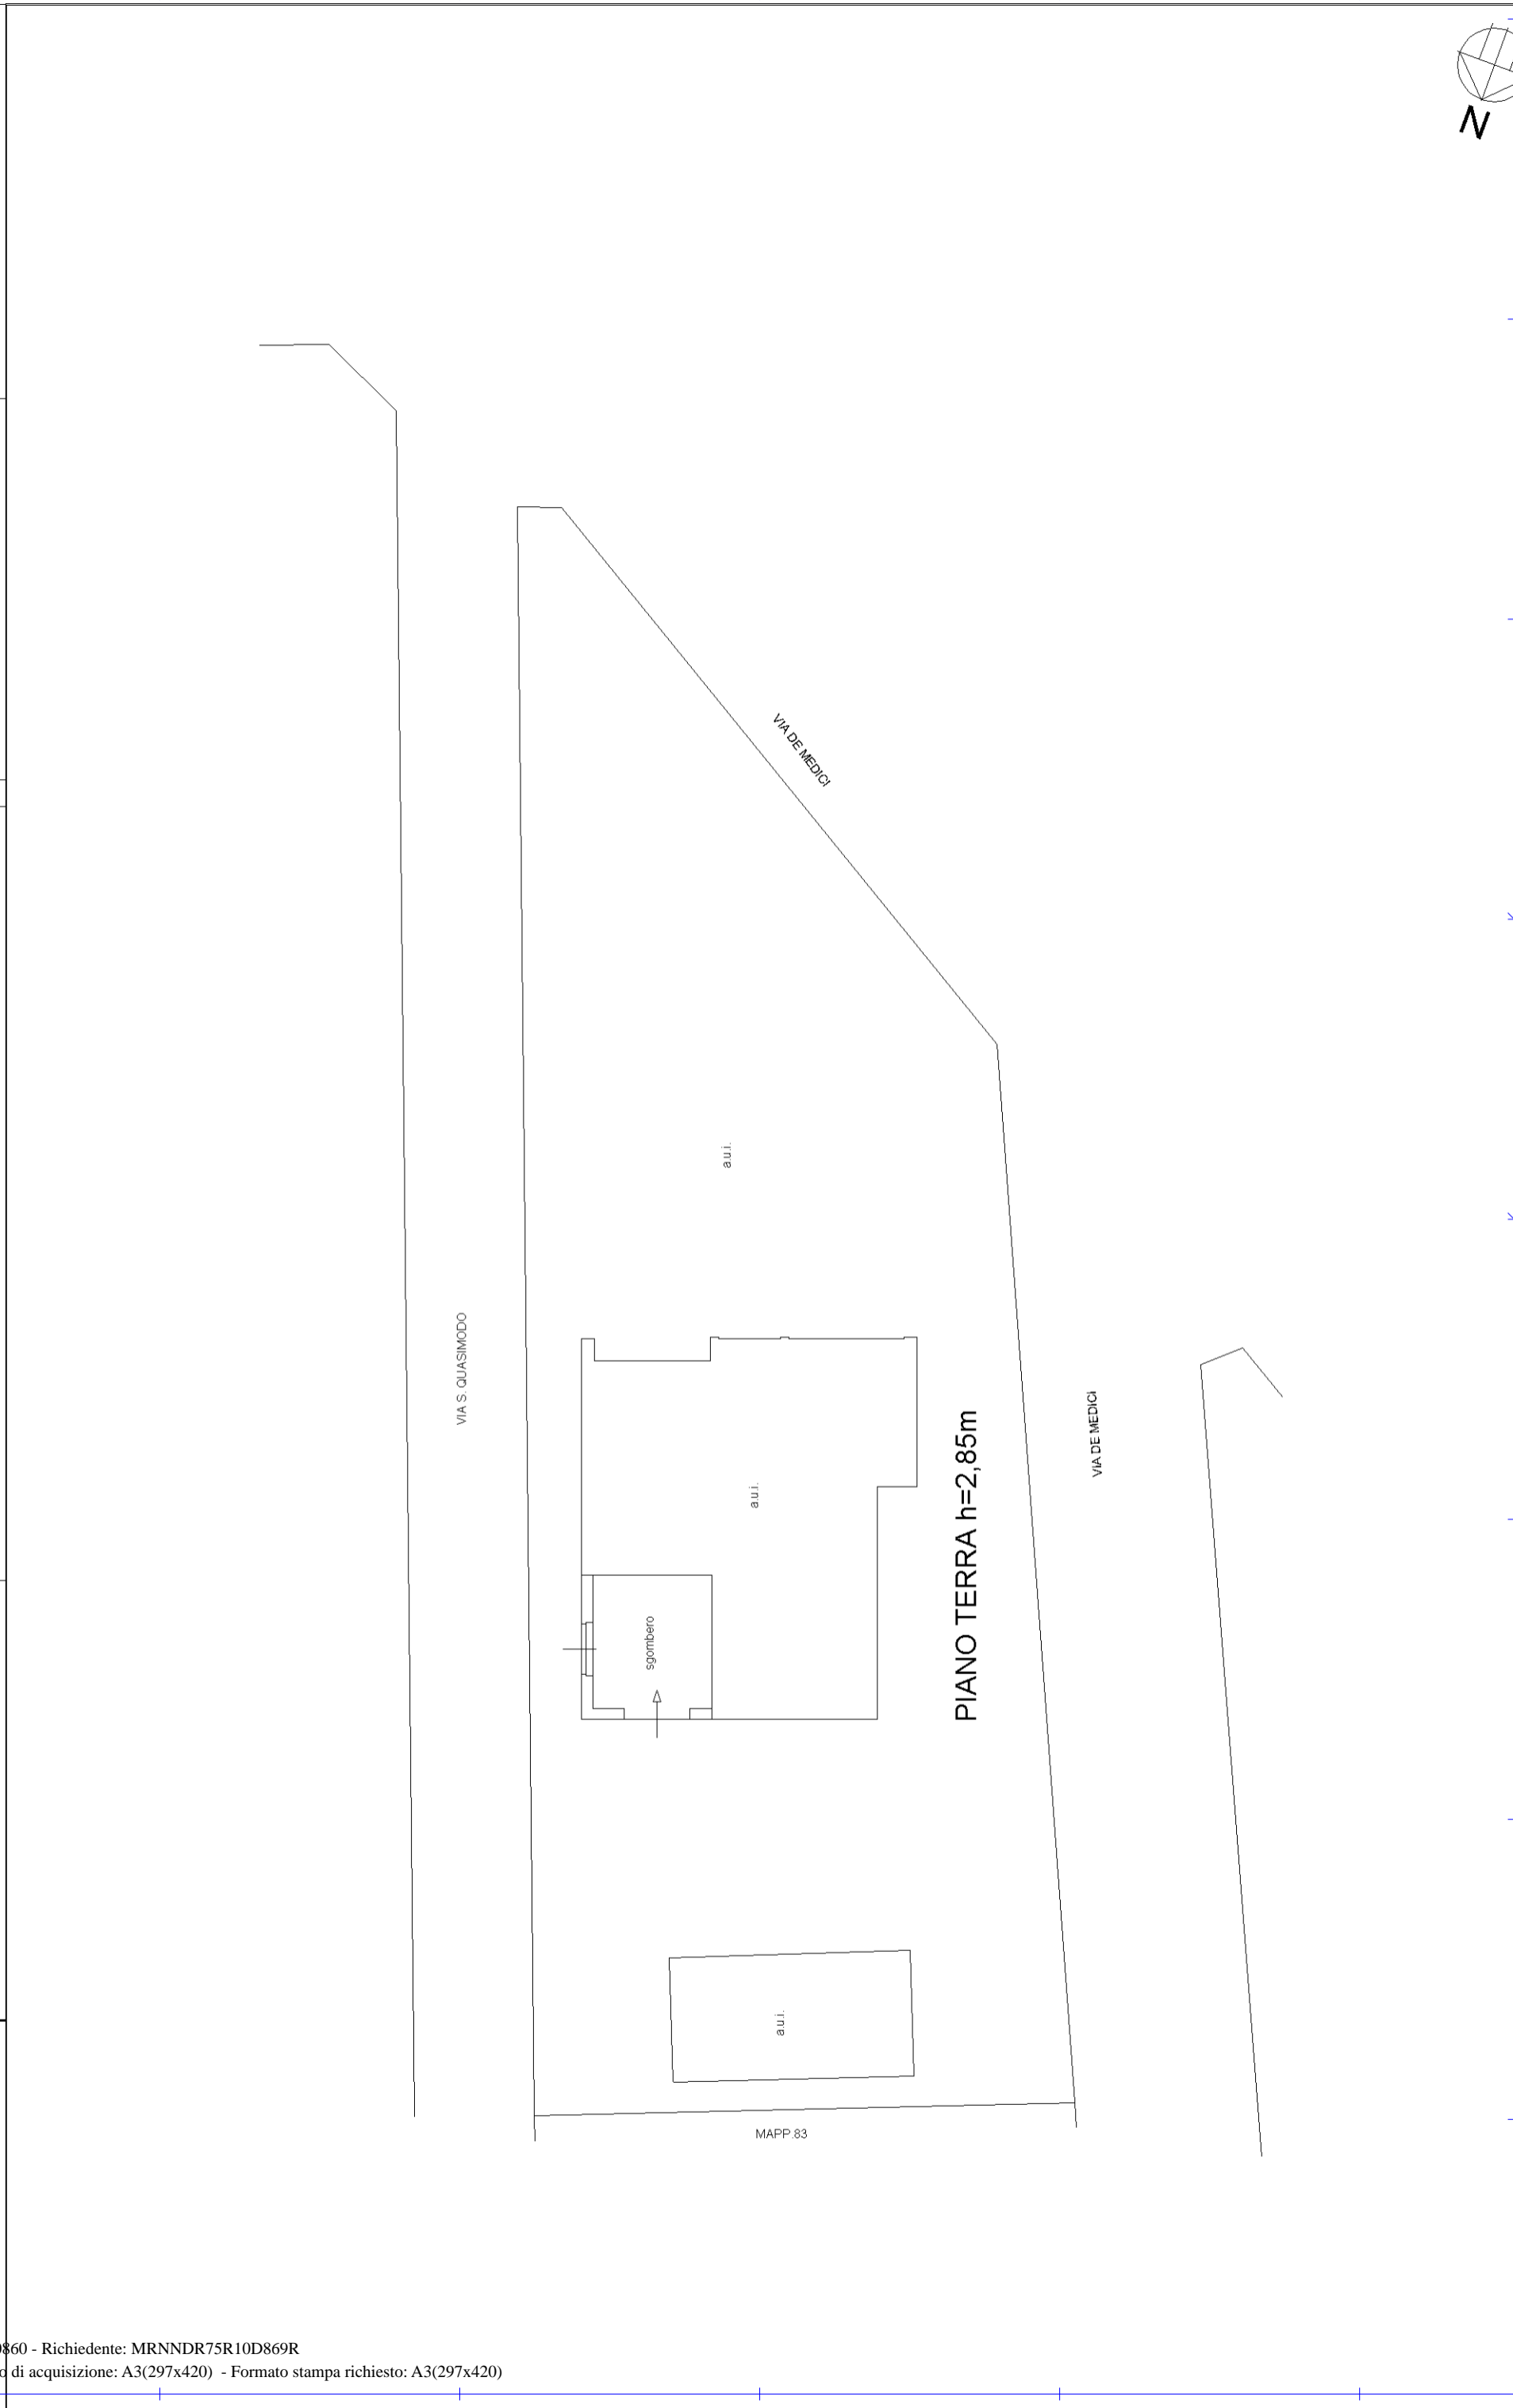 N
VIA DE MEDICI
a.u.i.
VIA S. QUASIMODO
VIA DE MEDICI
a.u.i.
PIANO TERRA h=2,85m
sgombero
a.u.i.
MAPP.83
860 - Richiedente: MRNNDR75R10D869R
o di acquisizione: A3(297x420) - Formato stampa richiesto: A3(297x420)